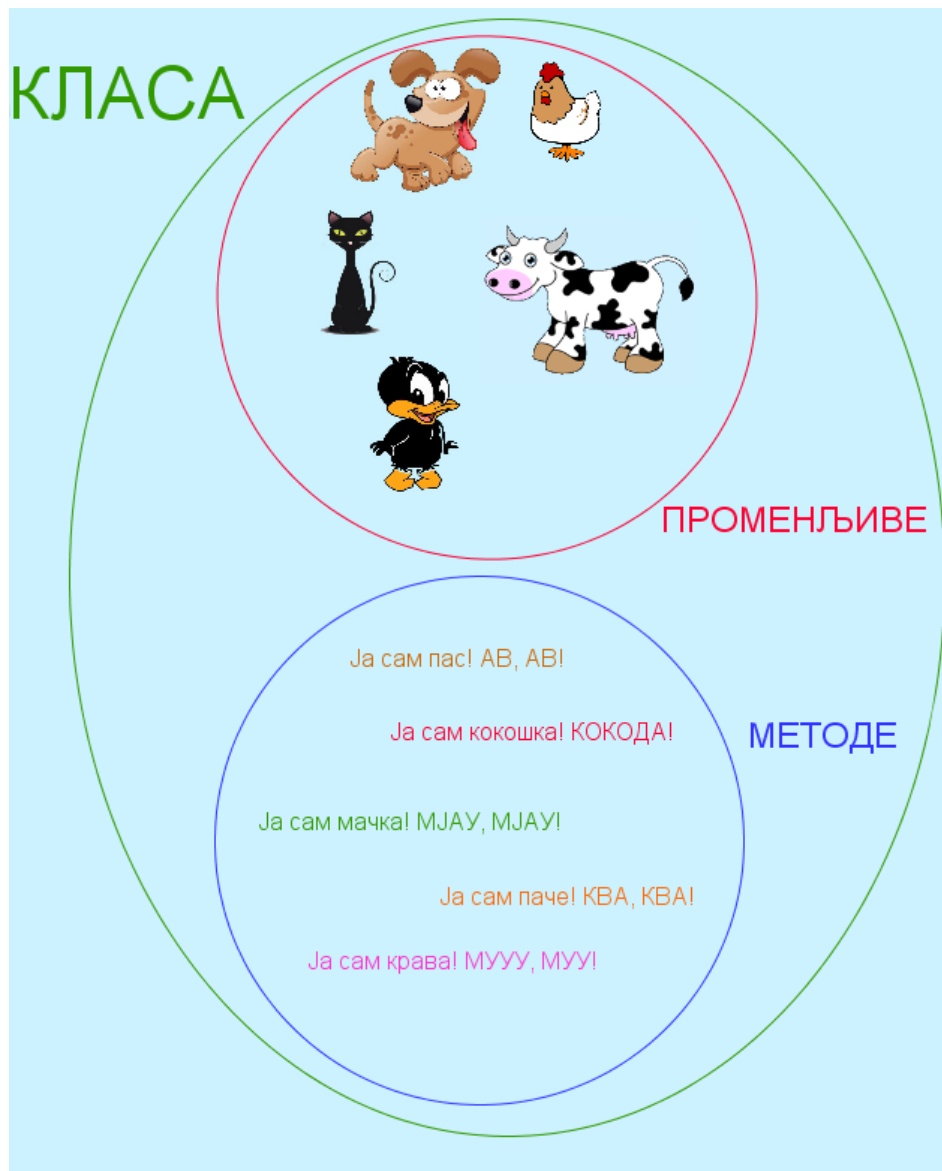 КЛАСА
ПРОМЕНЉИВЕ
Ја сам пас! АВ, АВ!
Ја сам кокошка! КОКОДА!
МЕТОДЕ
Ја сам мачка! МЈАУ, МЈАУ!
Ја сам паче! КВА, КВА!
Ја сам крава! МУУУ, МУУ!